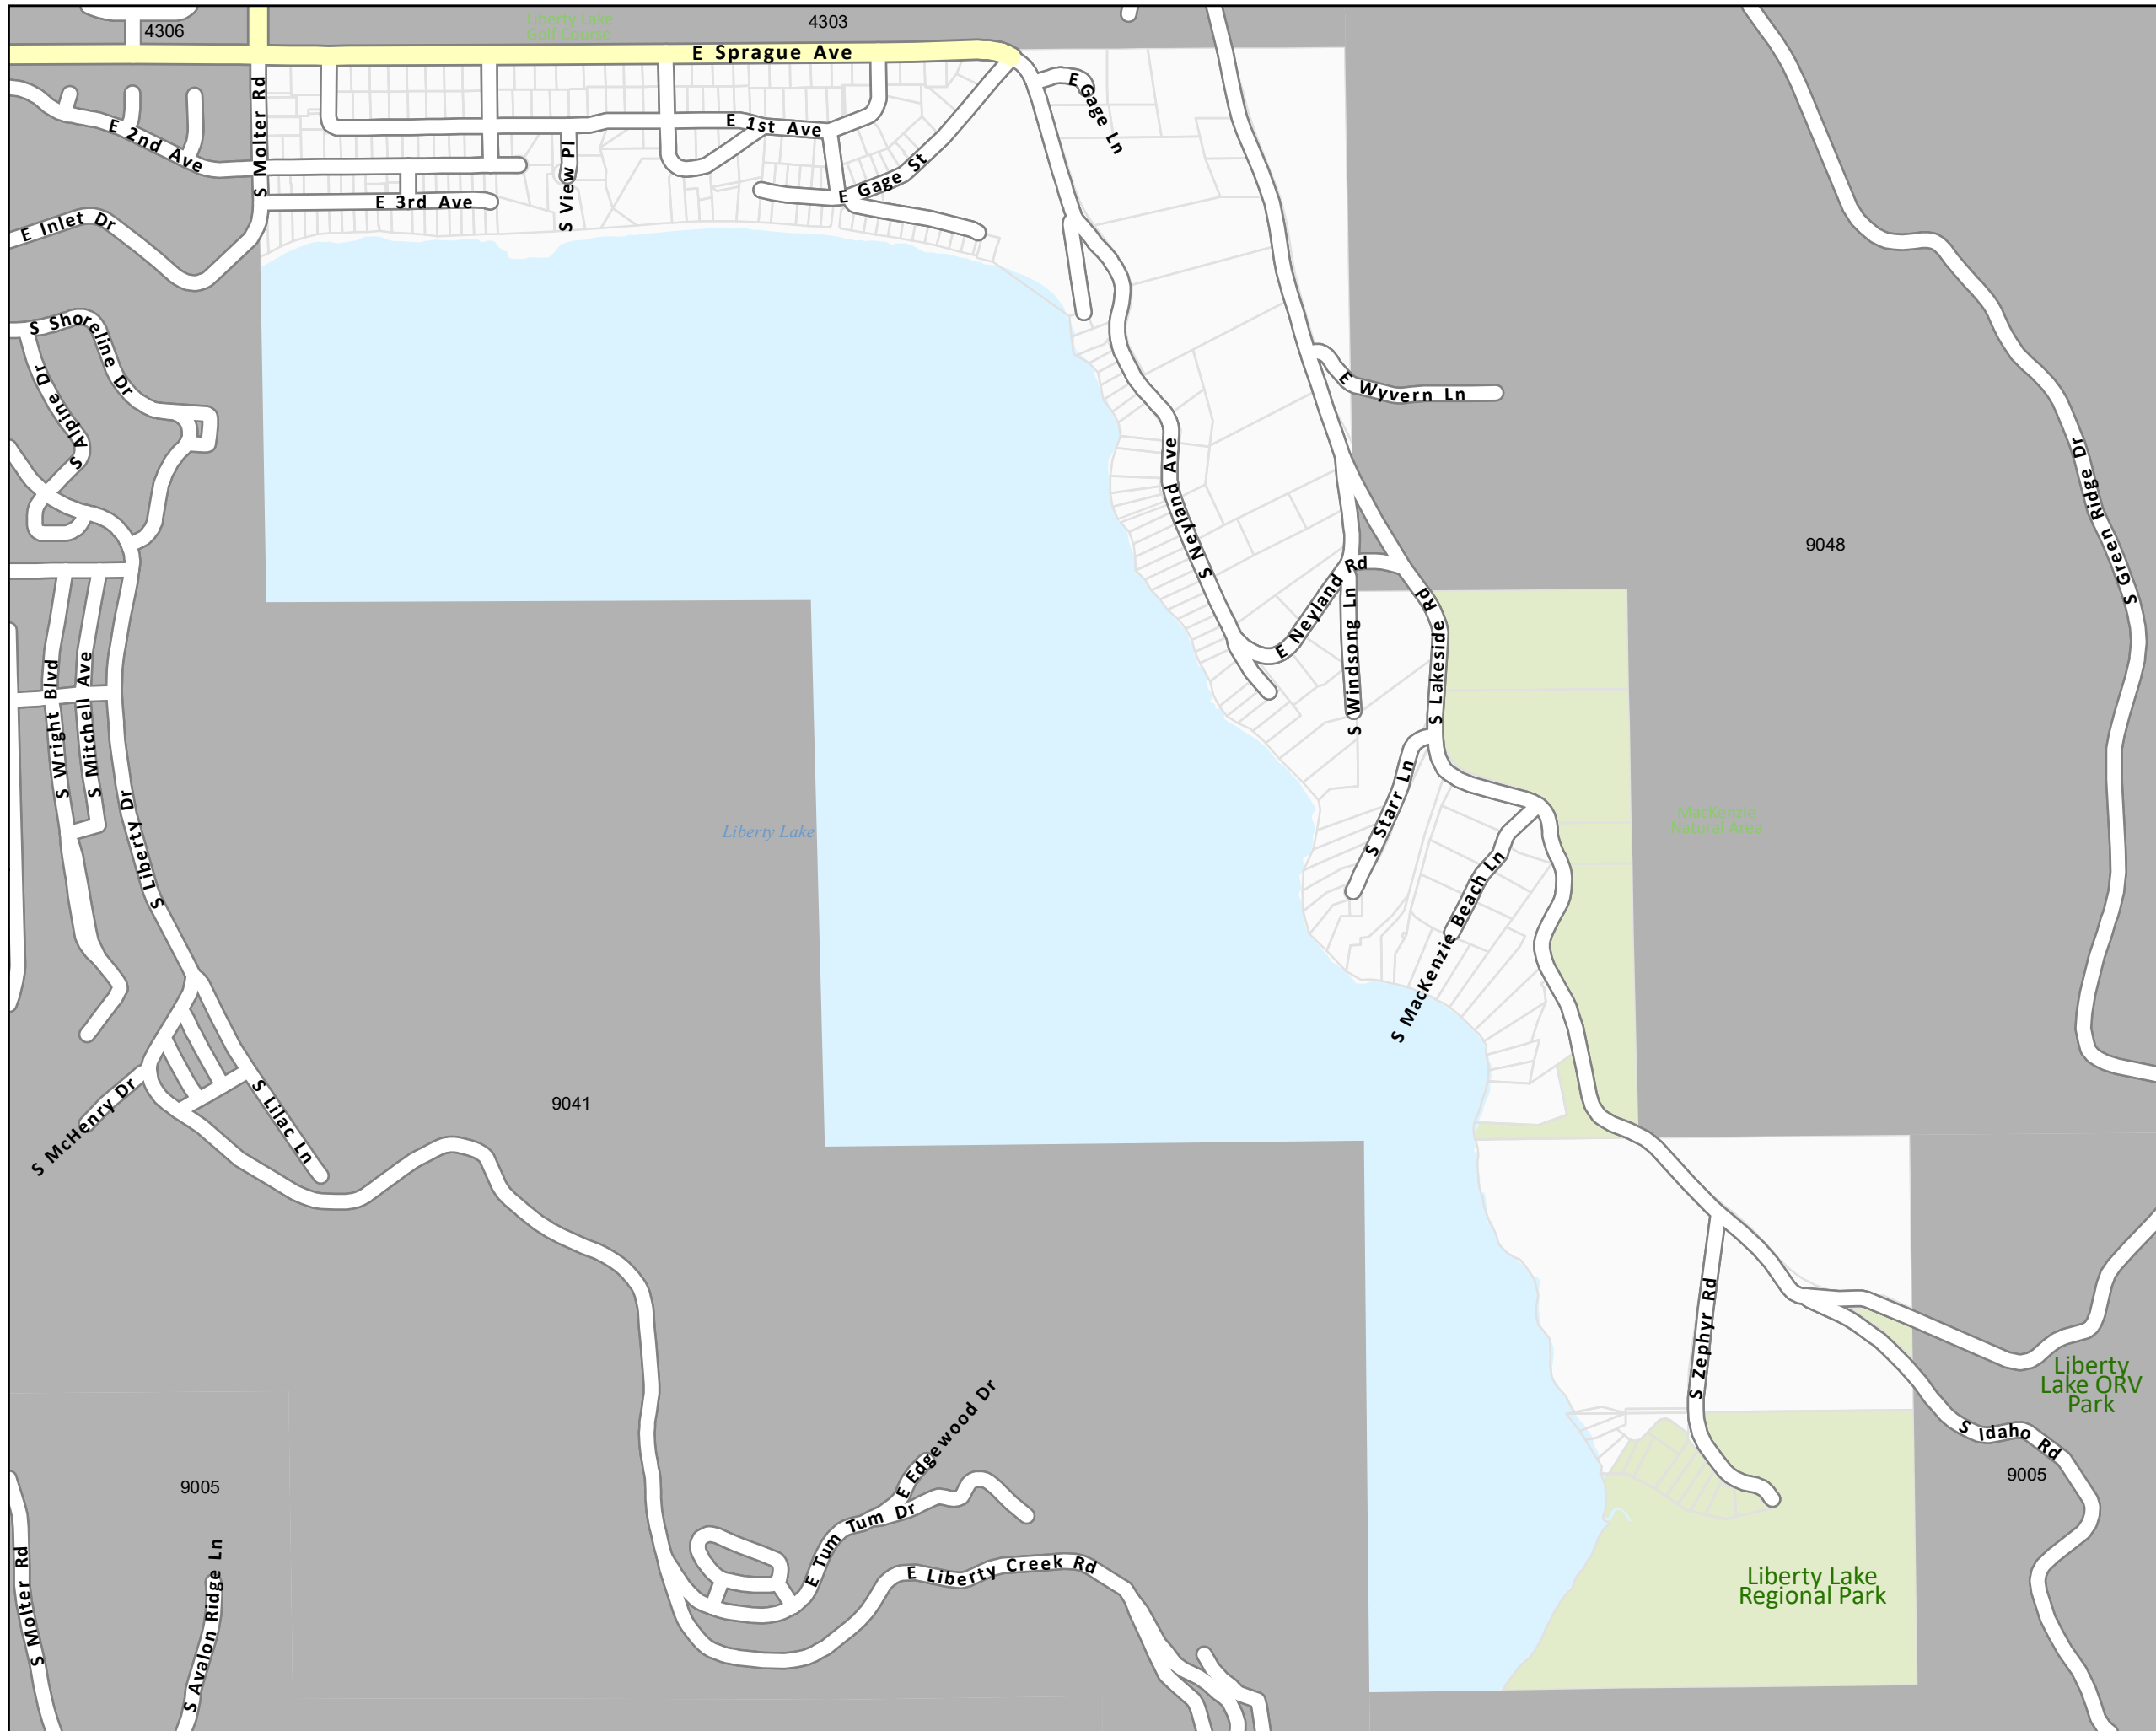 4306
Liberty Lake
Golf Course
4303
E Sprague Ave
E Gage Ln
S Molter Rd
E 2nd Ave
E 1st Ave
S View Pl
E Gage St
E 3rd Ave
E Inlet Dr
S Shoreline Dr
S Alpine Dr
E Wyvern Ln
S Neyland Ave
S Green Ridge Dr
9048
E Neyland Rd
S Windsong Ln
S Lakeside Rd
S Wright Blvd
S Mitchell Ave
S Liberty Dr
S Starr Ln
Liberty Lake
MacKenzie
Natural Area
S MacKenzie Beach Ln
S McHenry Dr
S Lilac Ln
9041
S Zephyr Rd
Liberty
Lake ORV
Park
S Idaho Rd
9005
E Edgewood Dr
E Tum Tum Dr
9005
E Liberty Creek Rd
Liberty Lake
Regional Park
S Molter Rd
S Avalon Ridge Ln